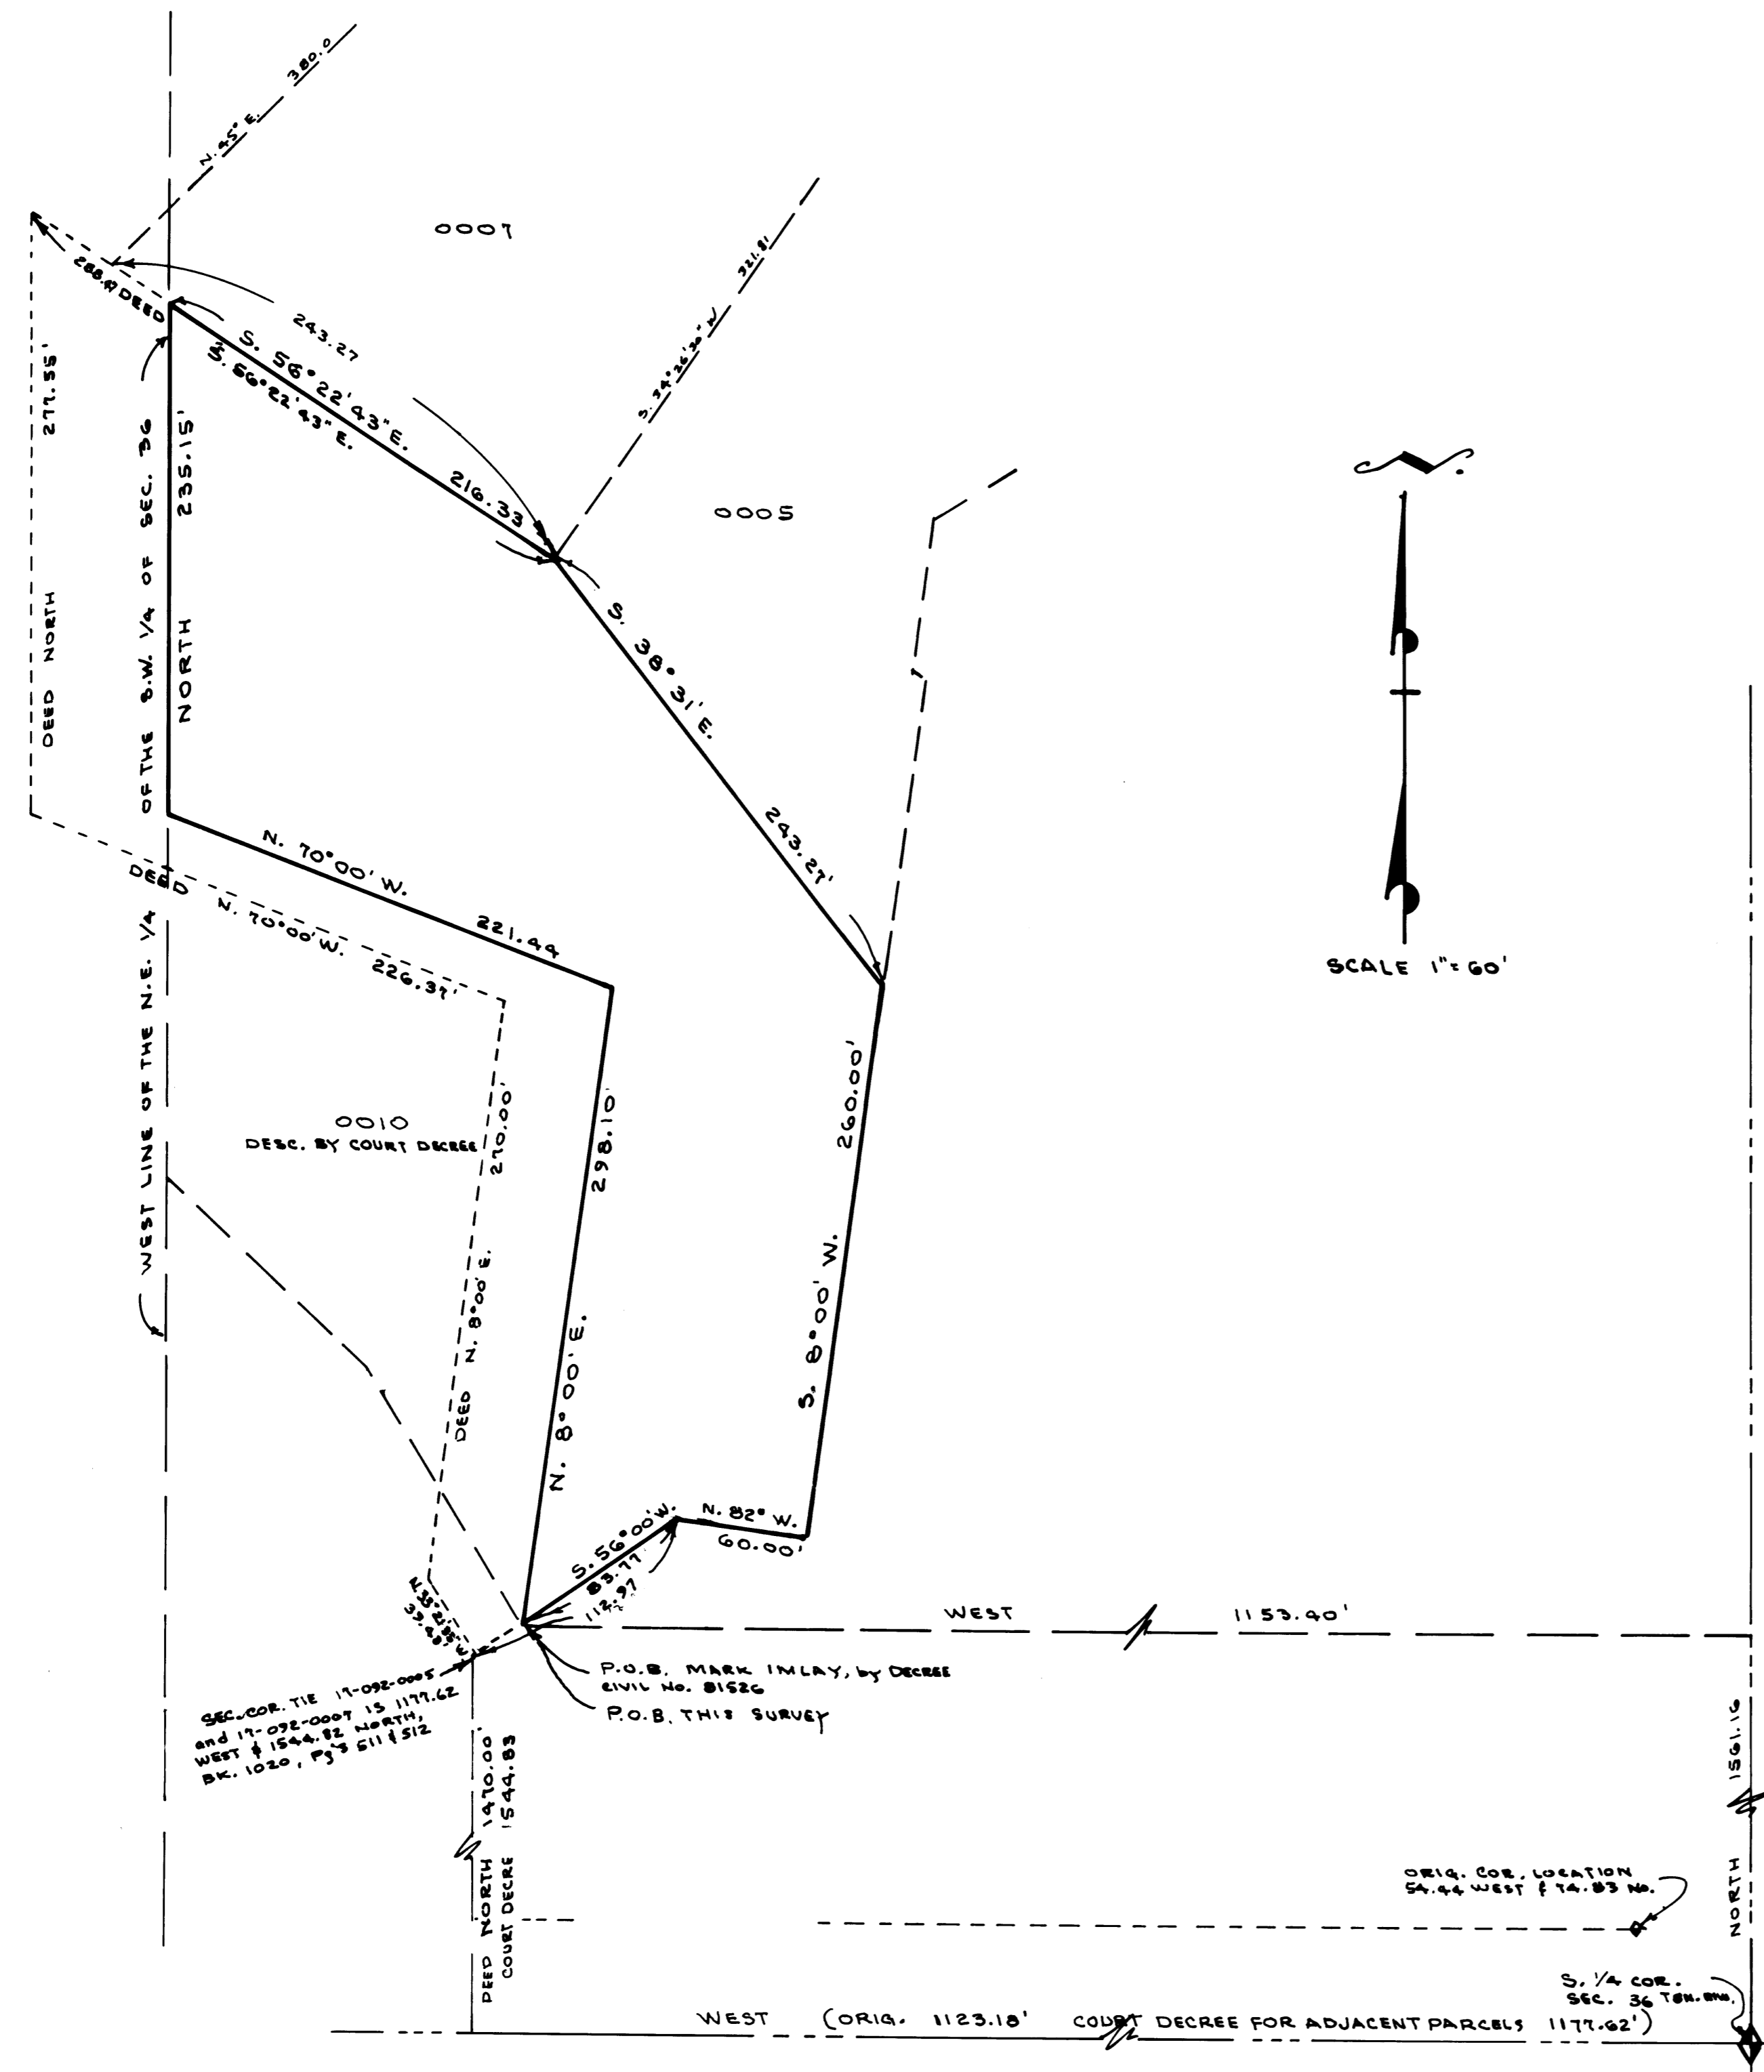 380.0
N. 45° E.
0007
321.81
S. 34° 26' 30" W
288.17 DEED
243.27
S. 56° 22' 43" E.
S. 56° 22' 43" E.
216.33
277.55'
DEED NORTH
WEST LINE OF THE N.E. 1/4 OF THE S.W. 1/4 OF SEC. 36
235.15'
NORTH
0005
S. 38° 31' E.
243.27'
SCALE 1"= 60'
N. 70°00' W.
221.44
DEED N. 70°00' W. 226.37'
0010
DESC. BY COURT DECREE
DEED N. 8°00' E. 270.00'
N. 8°00' E. 298.10'
S. 8°00' W. 260.00'
S. 56°00' W.
83.77
112.97
N. 82° W.
60.00'
WEST 1153.40'
P.O.B. MARK IMLAY, by DECREE
CIVIL NO. 81526
P.O.B. THIS SURVEY
SEC. COR. TIE 17-092-0005
and 17-092-0007 IS 1177.62
WEST & 1544.82 NORTH,
BK. 1020, Pg's 511 & 512
DEED NORTH 1470.00'
COURT DECRE 1544.83
NORTH 1561.16
ORIG. COR. LOCATION
54.44 WEST & 74.83 NO.
S. 1/4 COR.
SEC. 36
WEST (ORIG. 1123.18' COURT DECREE FOR ADJACENT PARCELS 1177.62')